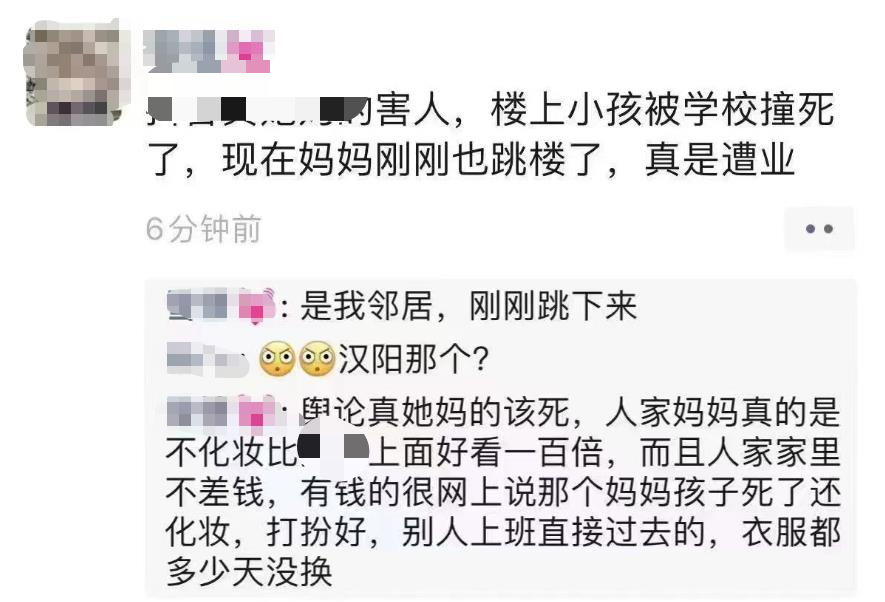 的害人，楼上小孩被学校撞死
了，现在妈妈刚刚也跳楼了，真是遭业
6分钟前
: 是我邻居，刚刚跳下来
: 汉阳那个？
: 舆论真她妈的该死，人家妈妈真的是
不化妆比 上面好看一百倍，而且人家家里
不差钱，有钱的很网上说那个妈妈孩子死了还
化妆，打扮好，别人上班直接过去的，衣服都
多少天没换